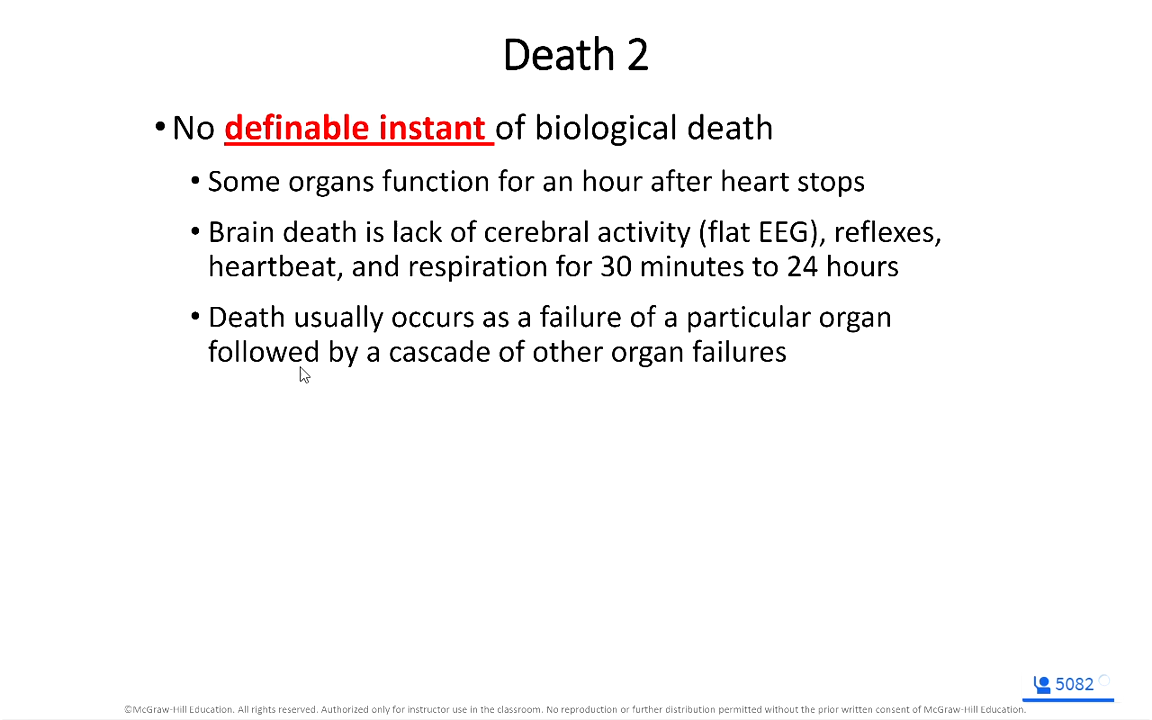 Death 2
• No definable instant of biological death
• Some organs function for an hour after heart stops
• Brain death is lack of cerebral activity (flat EEG), reflexes,
heartbeat, and respiration for 30 minutes to 24 hours
• Death usually occurs as a failure of a particular organ
followed by a cascade of other organ failures
5082
©McGraw-Hill Education. All rights reserved. Authorized only for instructor use in the classroom. No reproduction or further distribution permitted without the prior written consent of McGraw-Hill Education.